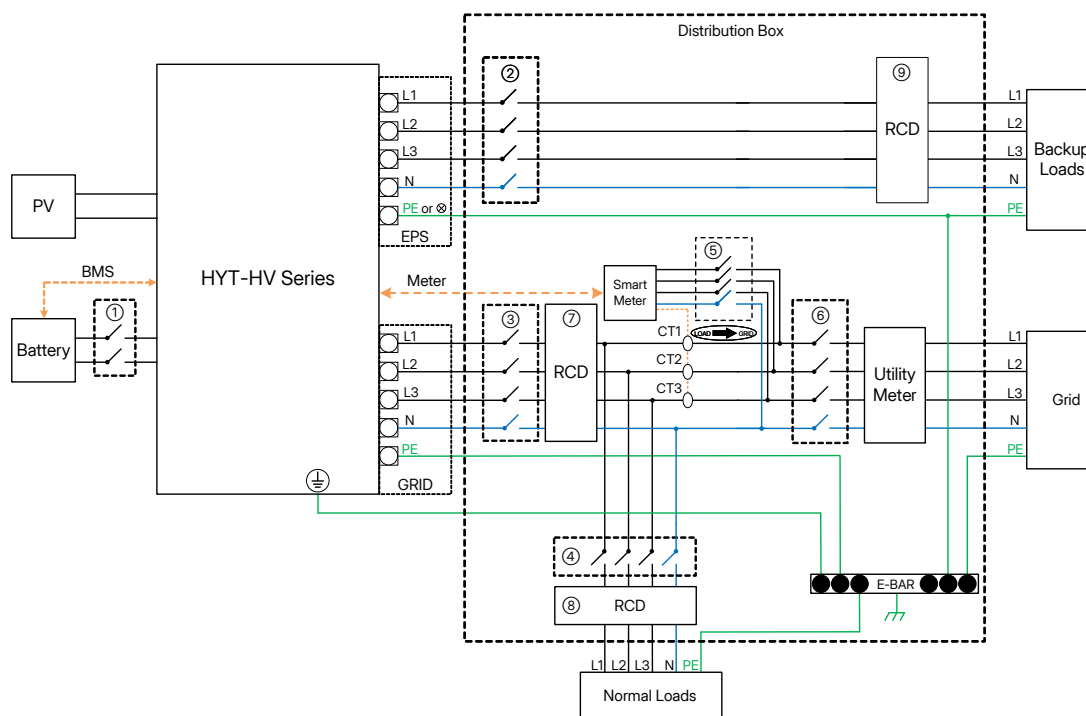 Distribution Box
②
⑨
L1
L1
L2
RCD
L2
L3
L3
Backup
Loads
N
N
PV
PE or ⊗
PE
EPS
⑤
BMS
HYT-HV Series
Meter
Smart
Meter
①
③
⑦
LOAD GRID
⑥
CT1
L1
L1
Battery
L2
CT2
L2
RCD
Utility
Meter
L3
CT3
L3
Grid
N
N
PE
PE
GRID
④
E-BAR
⑧
RCD
L1
L2
L3
N
PE
Normal Loads